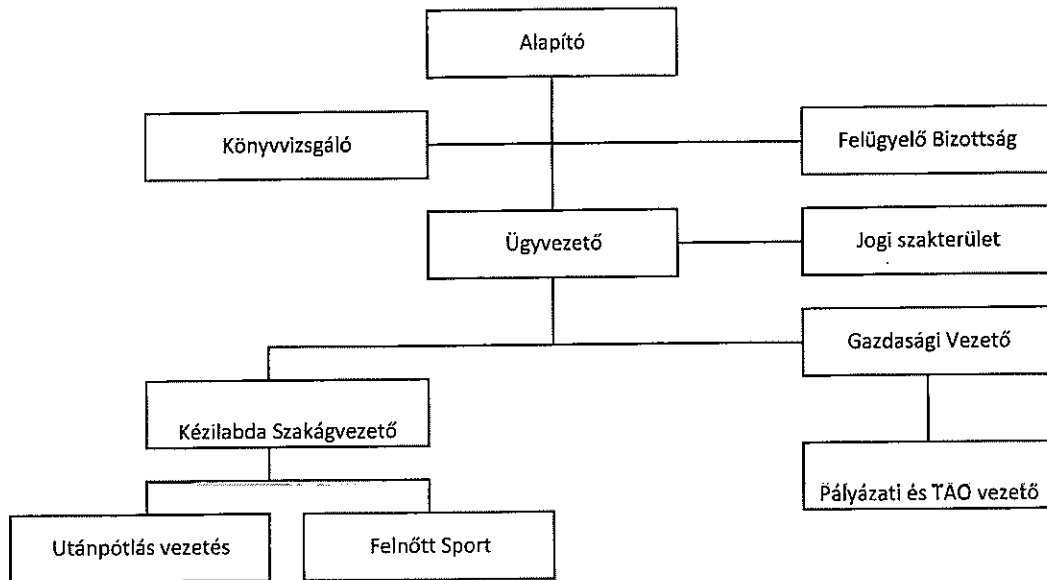 Alapító
Könyvvizsgáló
Felügyelő Bizottság
Ügyvezető
Jogi szakterület
Gazdasági Vezető
Kézilabda Szakágvezető
Pályázati és TAO vezető
Utánpótlás vezetés
Felnőtt Sport